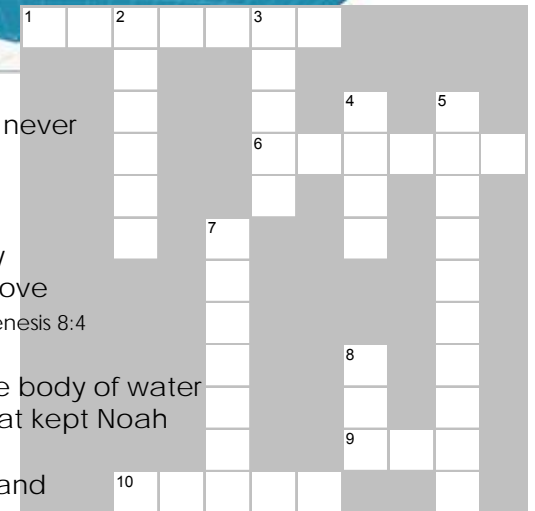 1 2 3
4 5
6
7
8
9
10
never
ove
enesis 8:4
e body of water
at kept Noah
and